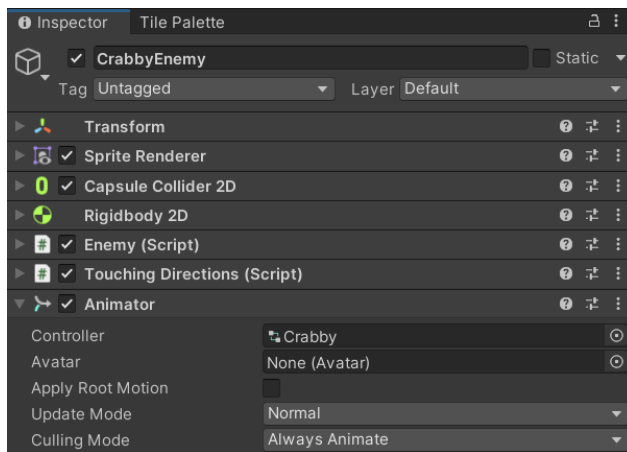 Inspector Tile Palette
CrabbyEnemy Static
Tag Untagged Layer Default
Transform
Sprite Renderer
Capsule Collider 2D
Rigidbody 2D
# Enemy (Script)
# Touching Directions (Script)
Animator
Controller Crabby
Avatar None (Avatar)
Apply Root Motion
Update Mode Normal
Culling Mode Always Animate